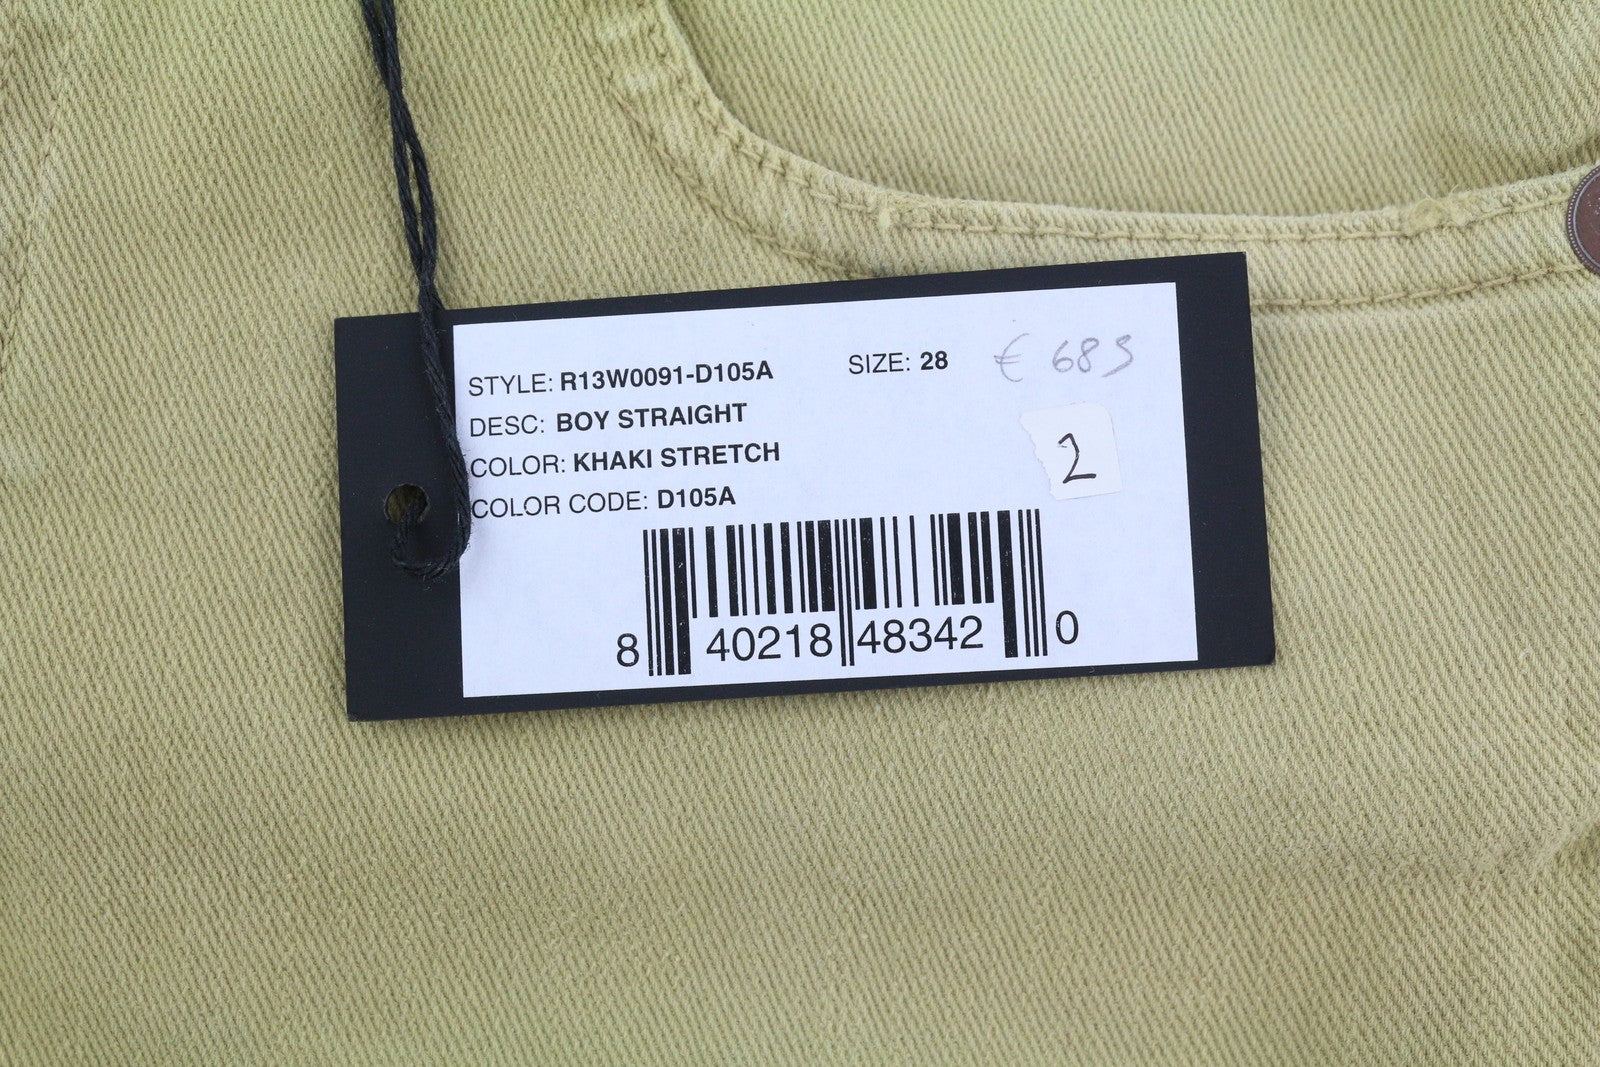 STYLE: R13W0091-D105A SIZE: 28 € 689
DESC: BOY STRAIGHT
2
COLOR: KHAKI STRETCH
COLOR CODE: D105A
8 40218 48342 0